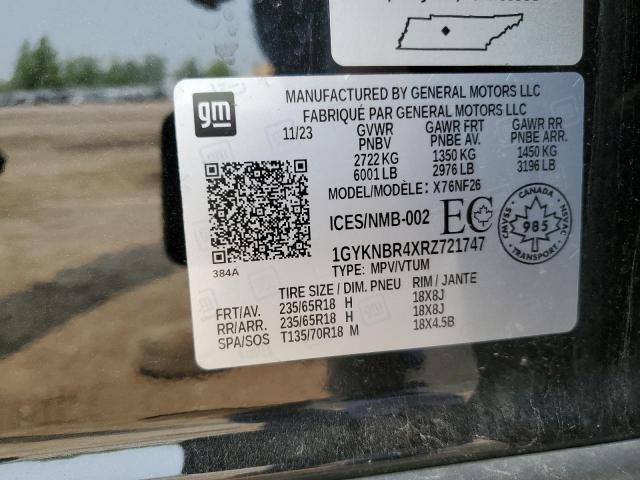 MANUFACTURED BY GENERAL MOTORS LLC
FABRIQUÉ PAR GENERAL MOTORS LLC
gm
11/23 GVWR GAWR FRT GAWR RR
PNBV PNBE AV. PNBE ARR.
2722 KG 1350 KG 1450 KG
6001 LB 2976 LB 3196 LB
MODEL/MODÈLE: X76NF26
ICES/NMB-002 EC
CANADA
CMVSS 985 NSVAC
1GYKNBR4XRZ721747
384A TYPE: MPV/VTUM
TIRE SIZE / DIM. PNEU RIM / JANTE
FRT/AV. 235/65R18 H 18X8J
RR/ARR. 235/65R18 H 18X8J
SPA/SOS T135/70R18 M 18X4.5B